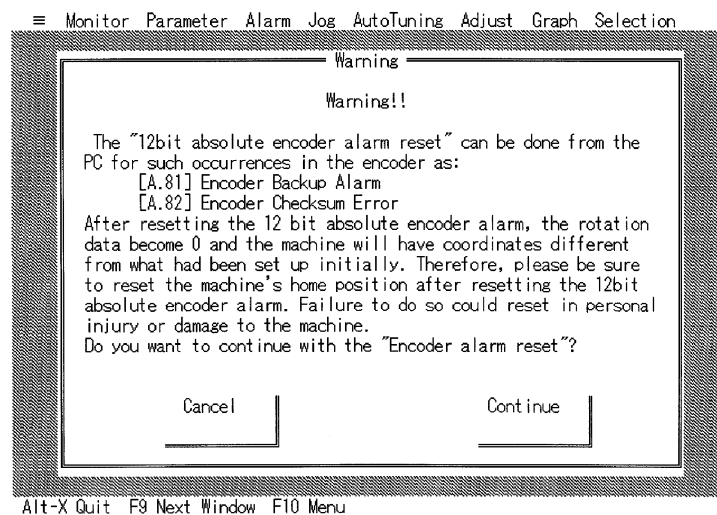 ≡ Monitor Parameter Alarm Jog AutoTuning Adjust Graph Selection
Warning
Warning!!
The "12bit absolute encoder alarm reset" can be done from the
PC for such occurrences in the encoder as:
[A.81] Encoder Backup Alarm
[A.82] Encoder Checksum Error
After resetting the 12 bit absolute encoder alarm, the rotation
data become 0 and the machine will have coordinates different
from what had been set up initially. Therefore, please be sure
to reset the machine's home position after resetting the 12bit
absolute encoder alarm. Failure to do so could reset in personal
injury or damage to the machine.
Do you want to continue with the "Encoder alarm reset"?
Cancel Continue
Alt-X Quit F9 Next Window F10 Menu